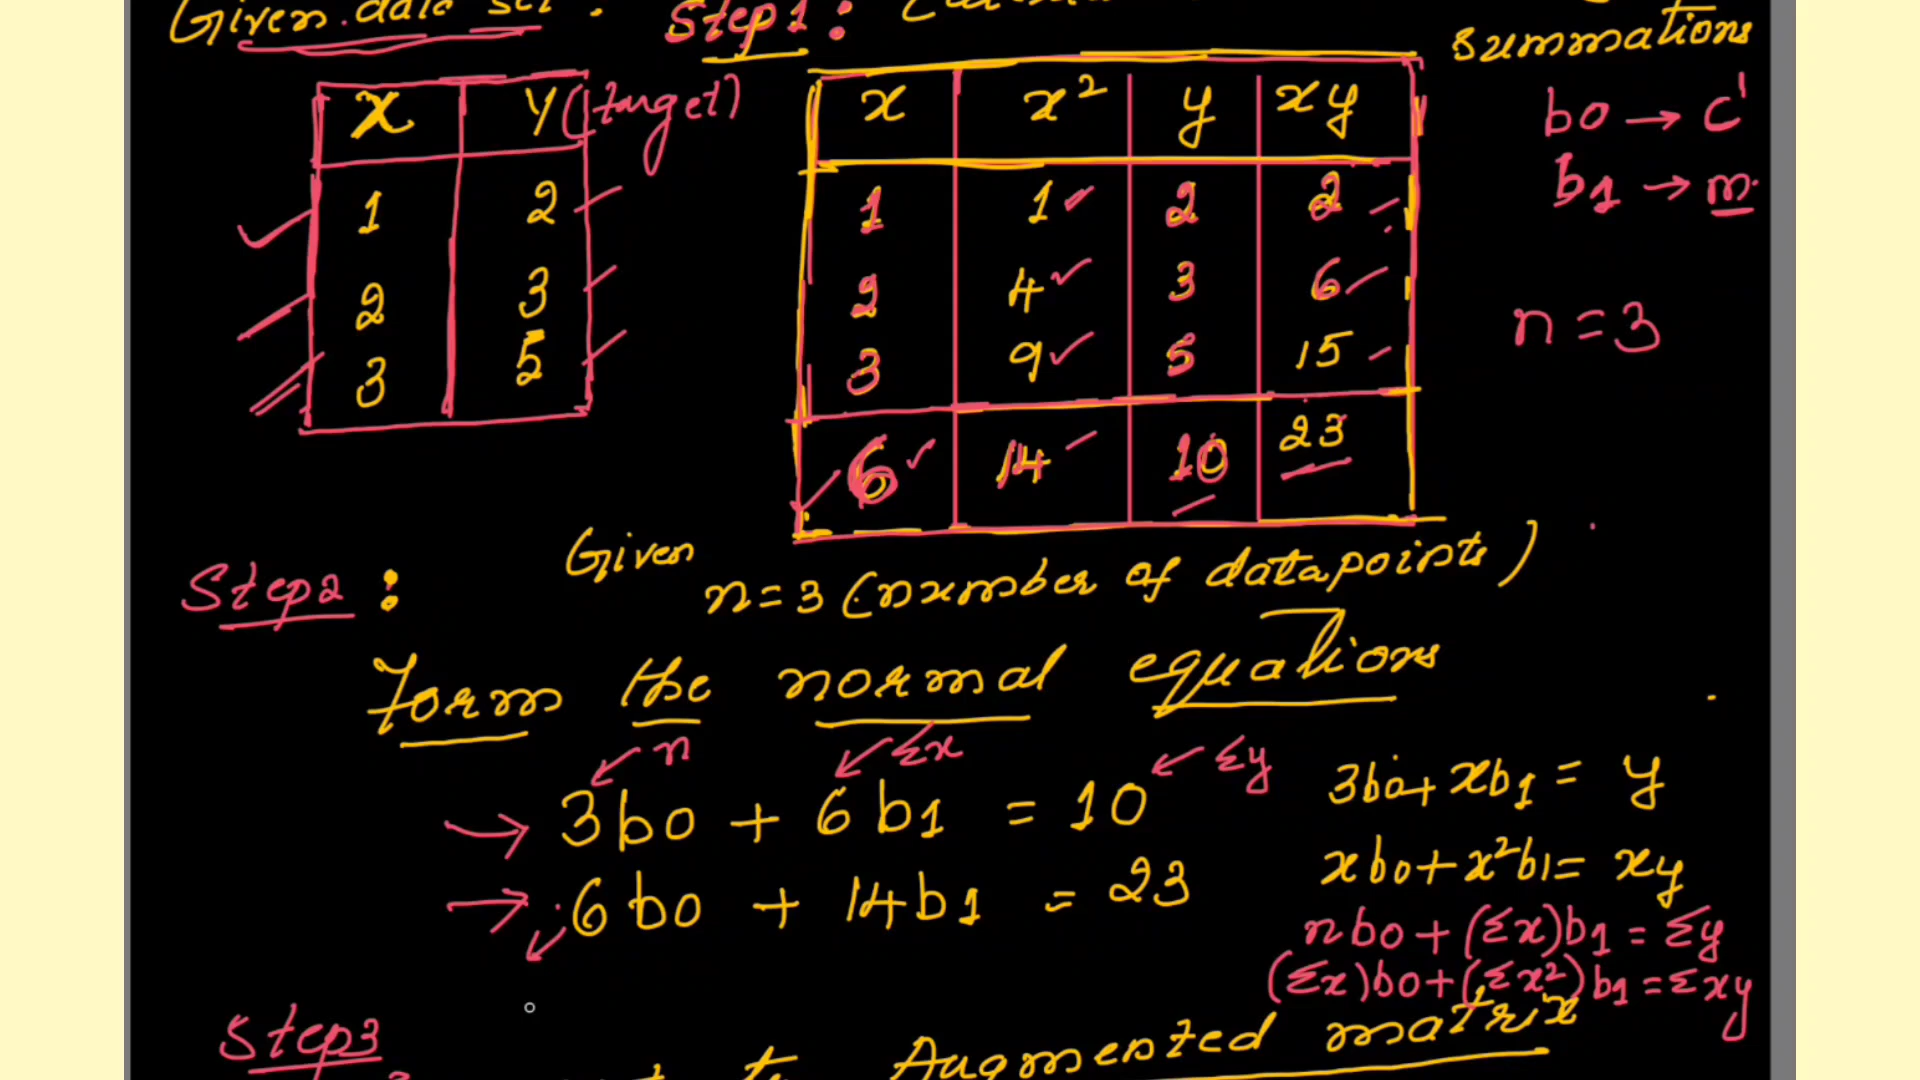 Given data set :
Step1 :
summations
x y (target)
1 2
2 3
3 5
x x² y xy
1 1 2 2
2 4 3 6
3 9 5 15
6 14 10 23
b0 → c
b1 → m
n = 3
Step2 :
Given
n = 3 (number of datapoints)
Form the normal equations
n Σx Σy
3b0 + 6b1 = 10
6b0 + 14b1 = 23
3b0 + xb1 = y
xb0 + x²b1 = xy
nb0 + (Σx)b1 = Σy
(Σx)b0 + (Σx²)b1 = Σxy
Step3
to Augmented matrix